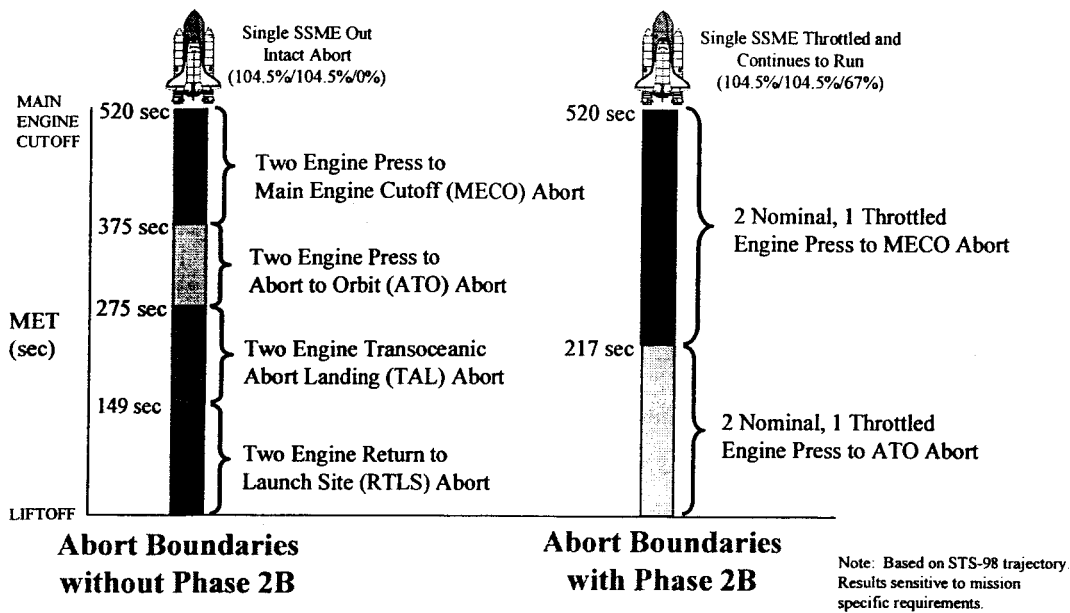 Single SSME Out
Intact Abort
(104.5%/104.5%/0%)
MAIN
ENGINE
CUTOFF
520 sec
Two Engine Press to
Main Engine Cutoff (MECO) Abort
375 sec
Two Engine Press to
Abort to Orbit (ATO) Abort
275 sec
MET
(sec)
Two Engine Transoceanic
Abort Landing (TAL) Abort
149 sec
Two Engine Return to
Launch Site (RTLS) Abort
LIFTOFF
Abort Boundaries
without Phase 2B
Single SSME Throttled and
Continues to Run
(104.5%/104.5%/67%)
520 sec
2 Nominal, 1 Throttled
Engine Press to MECO Abort
217 sec
2 Nominal, 1 Throttled
Engine Press to ATO Abort
Abort Boundaries
with Phase 2B
Note: Based on STS-98 trajectory.
Results sensitive to mission
specific requirements.